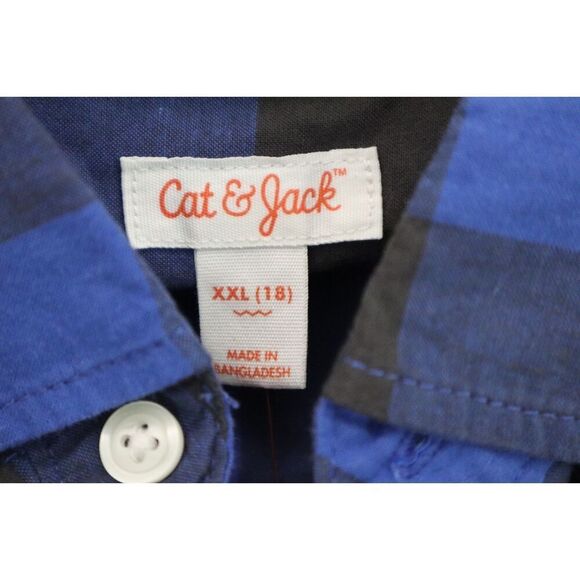 Cat & Jack™
XXL (18)
MADE IN
BANGLADESH